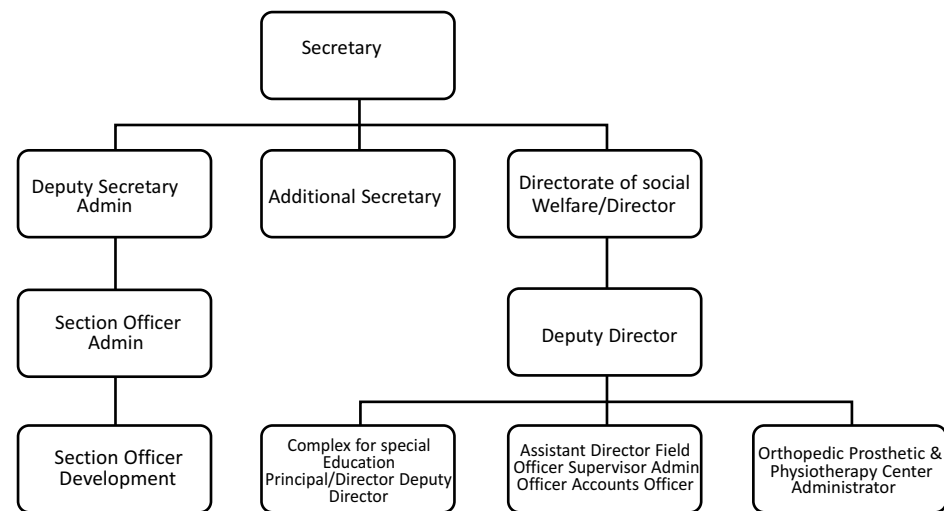 Secretary
Deputy Secretary
Admin
Additional Secretary
Directorate of social
Welfare/Director
Section Officer
Admin
Deputy Director
Section Officer
Development
Complex for special
Education
Principal/Director Deputy
Director
Assistant Director Field
Officer Supervisor Admin
Officer Accounts Officer
Orthopedic Prosthetic &
Physiotherapy Center
Administrator